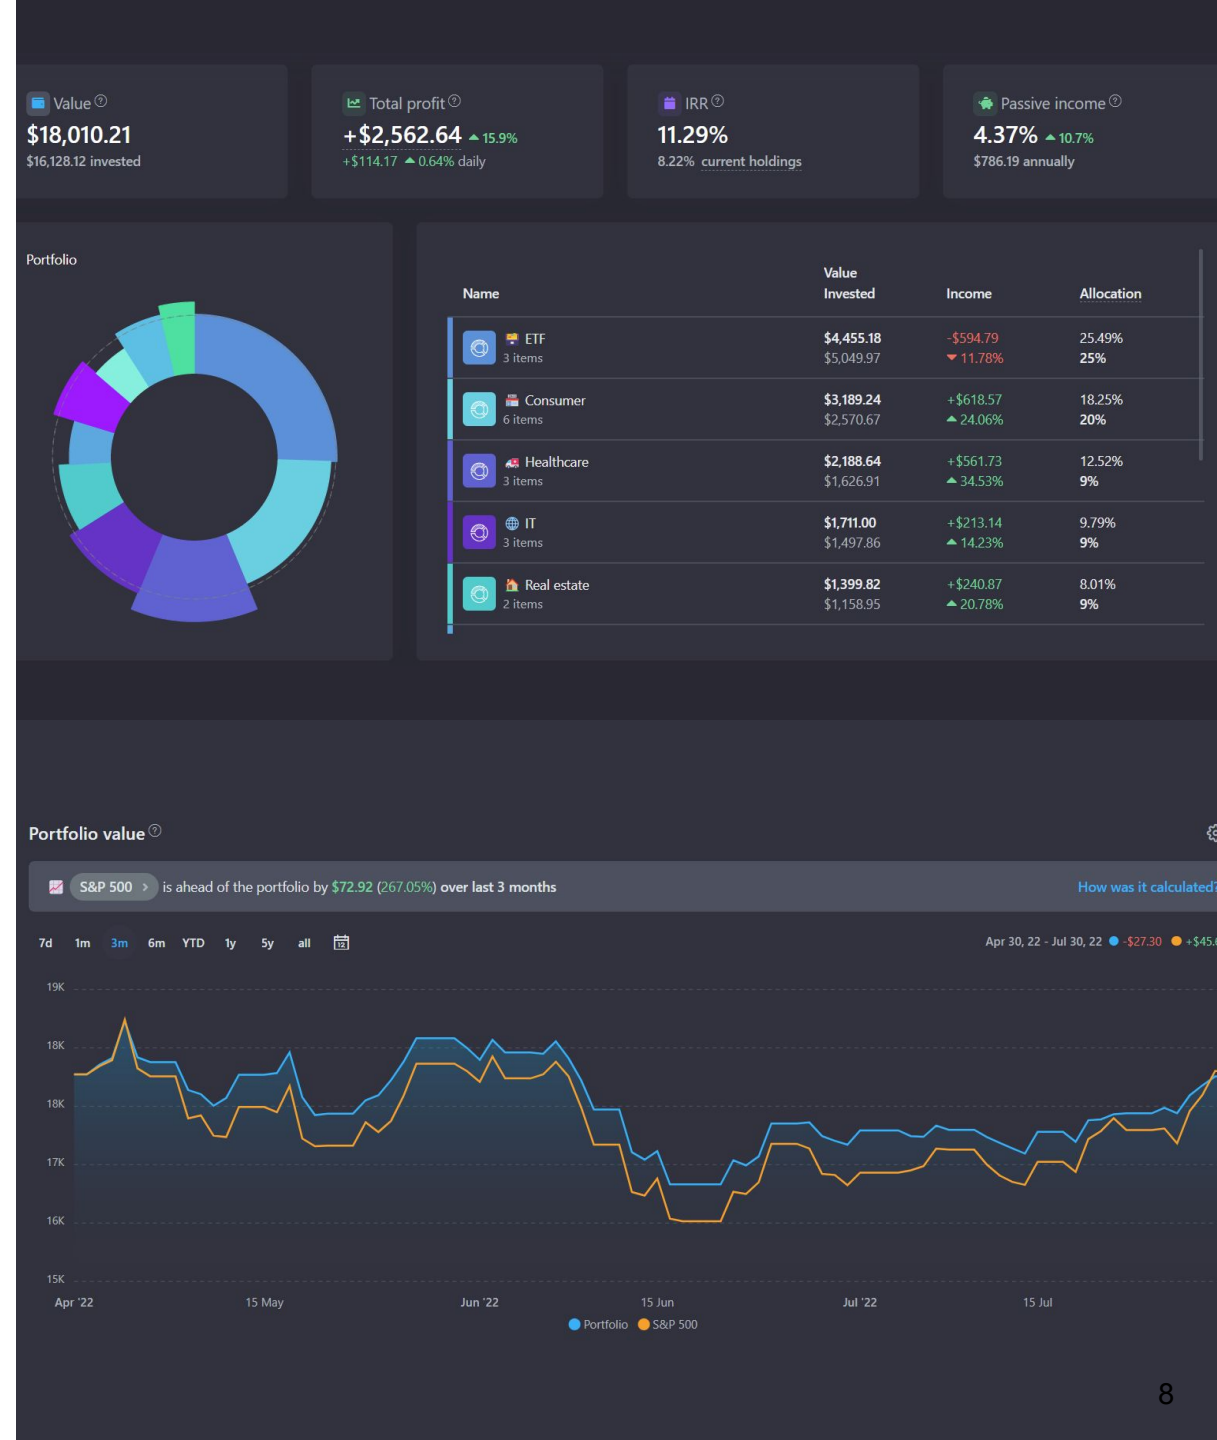 Value
$18,010.21
$16,128.12 invested
Total profit
+$2,562.64 15.9%
+$114.17 0.64% daily
IRR
11.29%
8.22% current holdings
Passive income
4.37% 10.7%
$786.19 annually
Portfolio
Name Value Invested Income Allocation
ETF $4,455.18 -$594.79 25.49%
3 items $5,049.97 11.78% 25%
Consumer $3,189.24 +$618.57 18.25%
6 items $2,570.67 24.06% 20%
Healthcare $2,188.64 +$561.73 12.52%
3 items $1,626.91 34.53% 9%
IT $1,711.00 +$213.14 9.79%
3 items $1,497.86 14.23% 9%
Real estate $1,399.82 +$240.87 8.01%
2 items $1,158.95 20.78% 9%
Portfolio value
S&P 500 > is ahead of the portfolio by $72.92 (267.05%) over last 3 months How was it calculated?
7d 1m 3m 6m YTD 1y 5y all 12 Apr 30, 22 - Jul 30, 22 -$27.30
19K
18K
18K
17K
16K
15K
Apr '22 15 May Jun '22 15 Jun Jul '22 15 Jul
Portfolio S&P 500
8